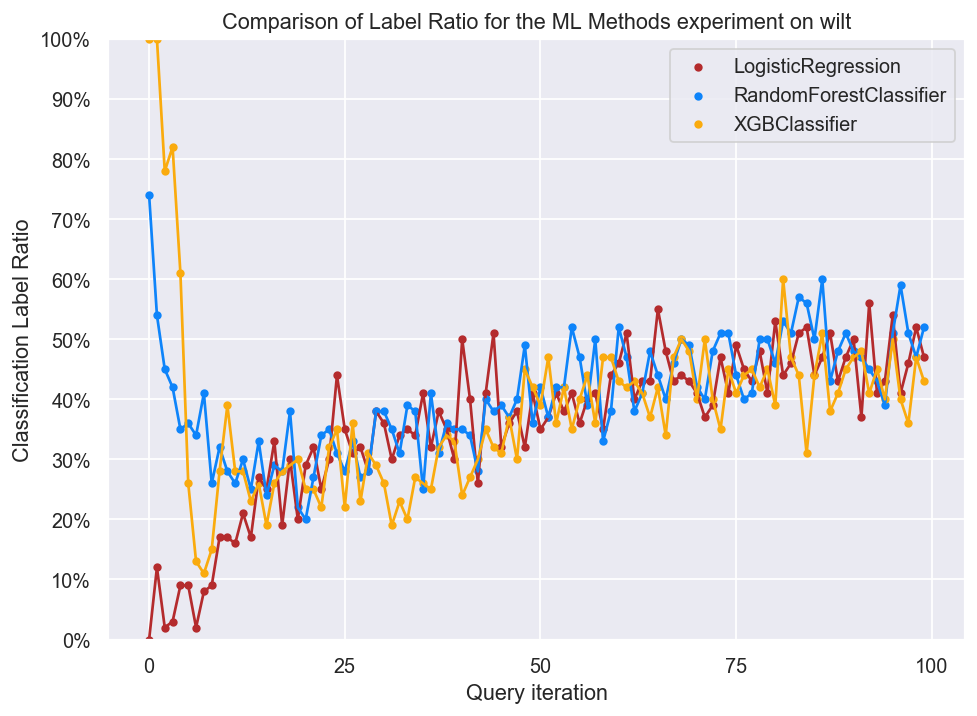 Comparison of Label Ratio for the ML Methods experiment on wilt
100%
90%
80%
70%
60%
50%
40%
30%
20%
10%
0%
Classification Label Ratio
LogisticRegression
RandomForestClassifier
XGBClassifier
0 25 50 75 100
Query iteration